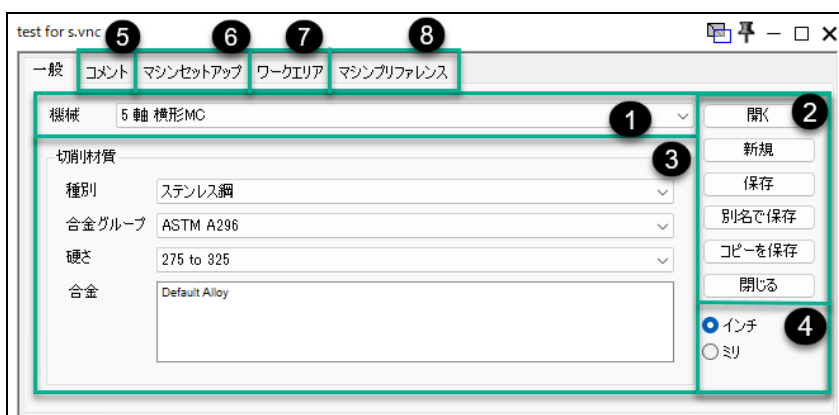 test for s.vnc
5 6 7 8
一般 コメント マシンセットアップ ワークエリア マシンプリファレンス
機械 5 軸 横形MC 1
開く 2
新規
保存
別名で保存
コピーを保存
閉じる
切削材質 3
種別 ステンレス鋼
合金グループ ASTM A296
硬さ 275 to 325
合金 Default Alloy
インチ 4
ミリ